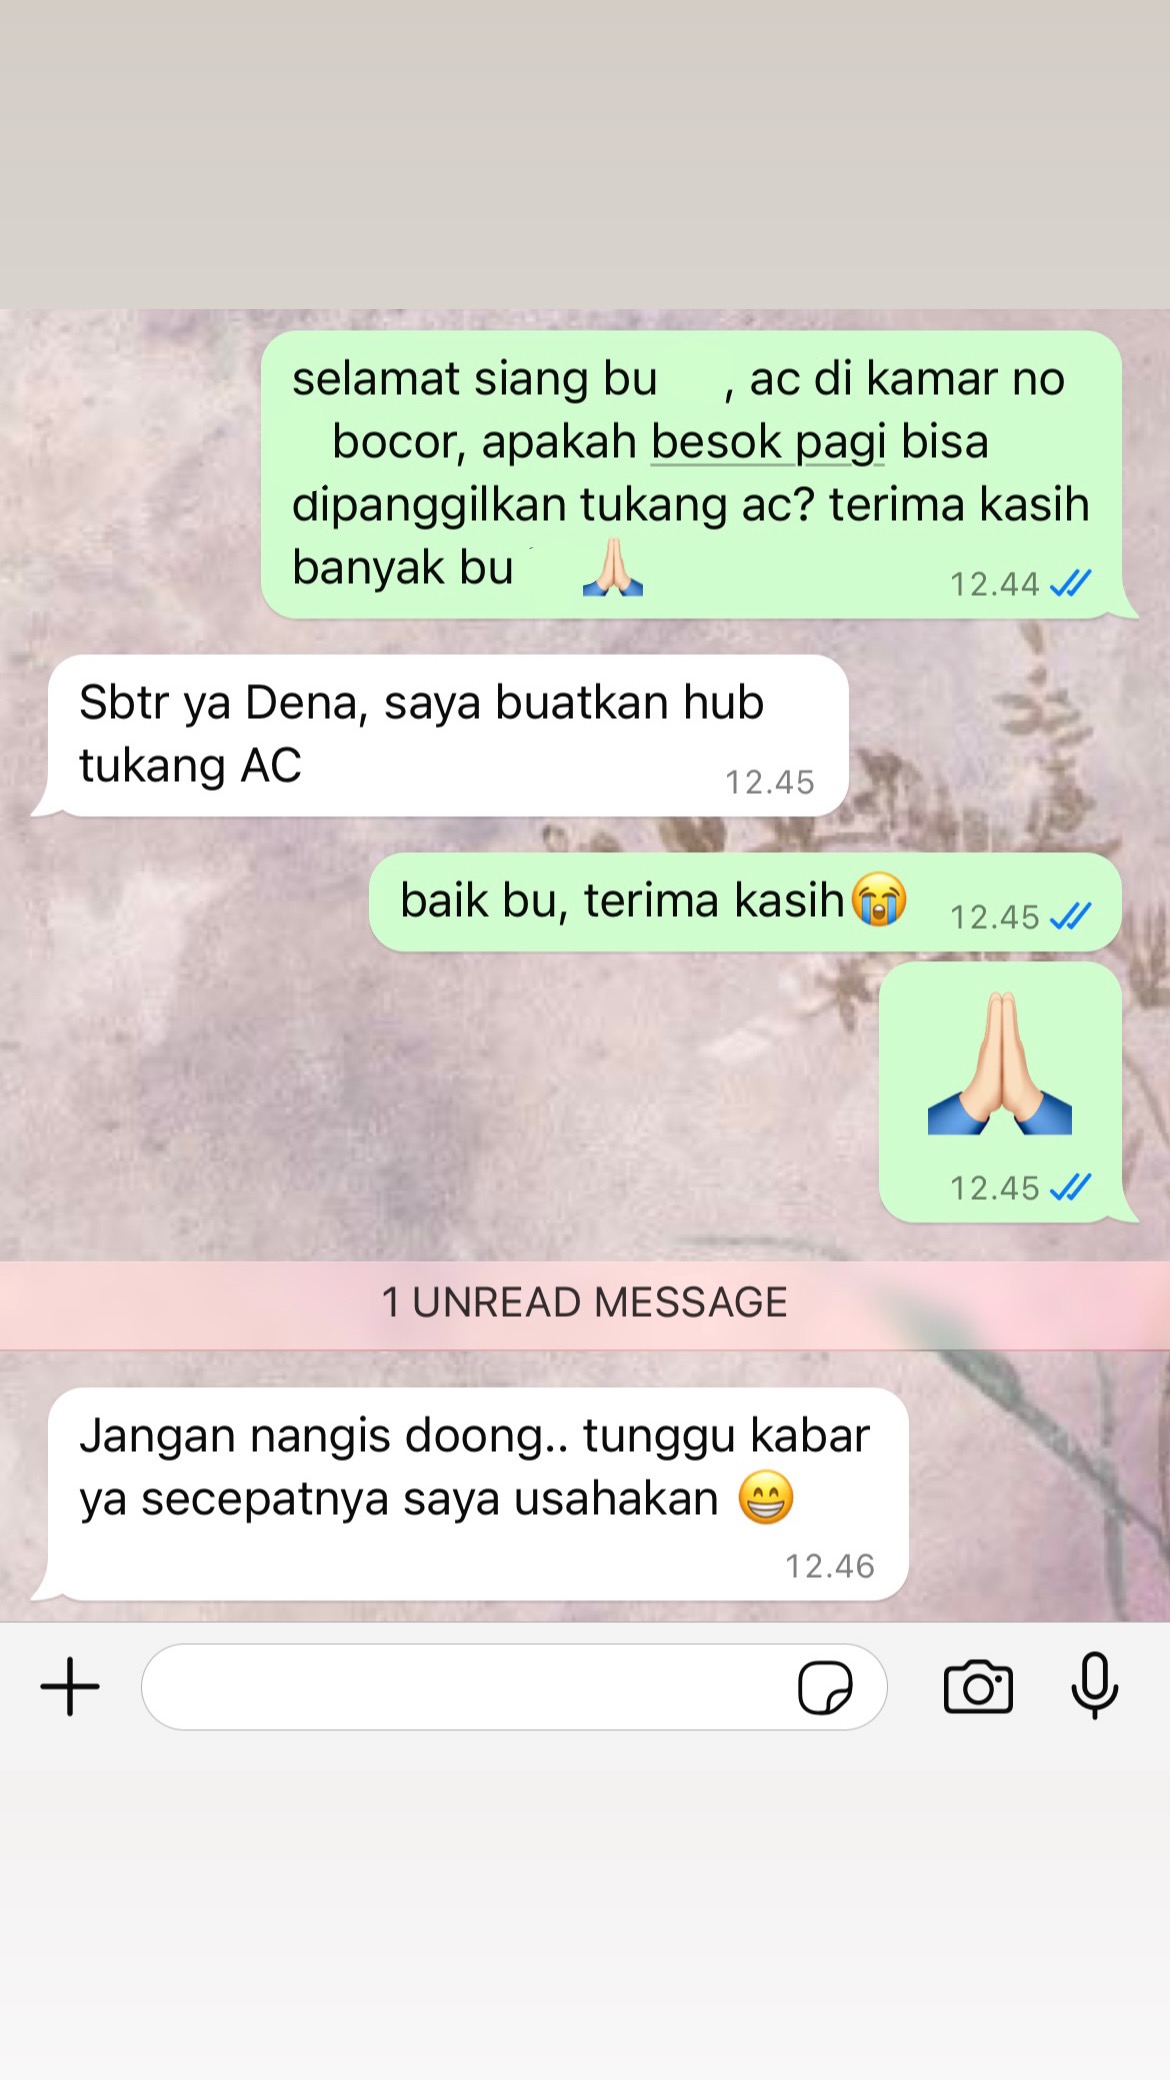 selamat siang bu , ac di kamar no
bocor, apakah besok pagi bisa
dipanggilkan tukang ac? terima kasih
banyak bu 🙏🏻
12.44
Sbtr ya Dena, saya buatkan hub
tukang AC
12.45
baik bu, terima kasih😭
12.45
🙏🏻
12.45
1 UNREAD MESSAGE
Jangan nangis doong.. tunggu kabar
ya secepatnya saya usahakan 😁
12.46